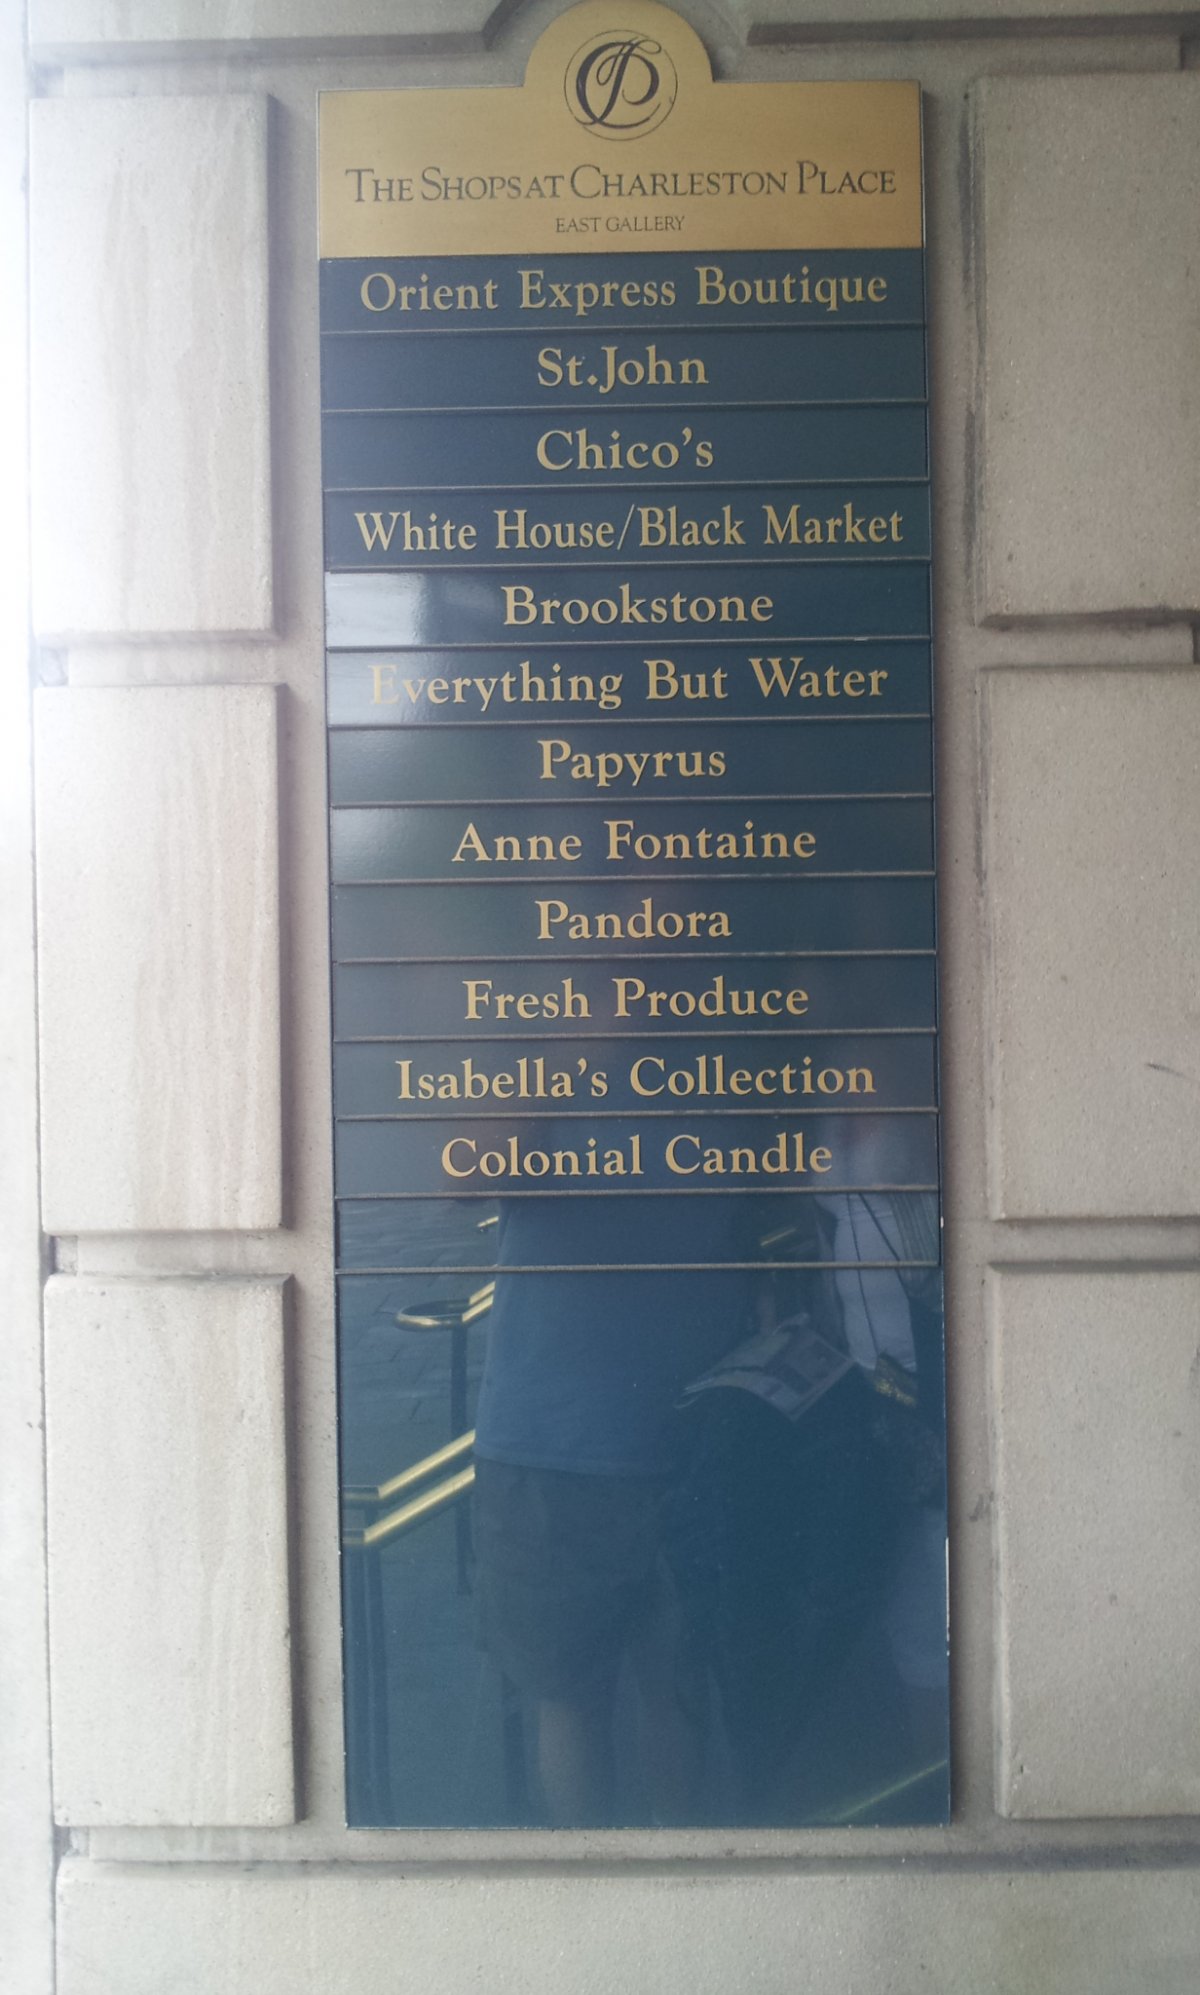 CP
THE SHOPS AT CHARLESTON PLACE
EAST GALLERY
Orient Express Boutique
St.John
Chico's
White House/Black Market
Brookstone
Everything But Water
Papyrus
Anne Fontaine
Pandora
Fresh Produce
Isabella's Collection
Colonial Candle